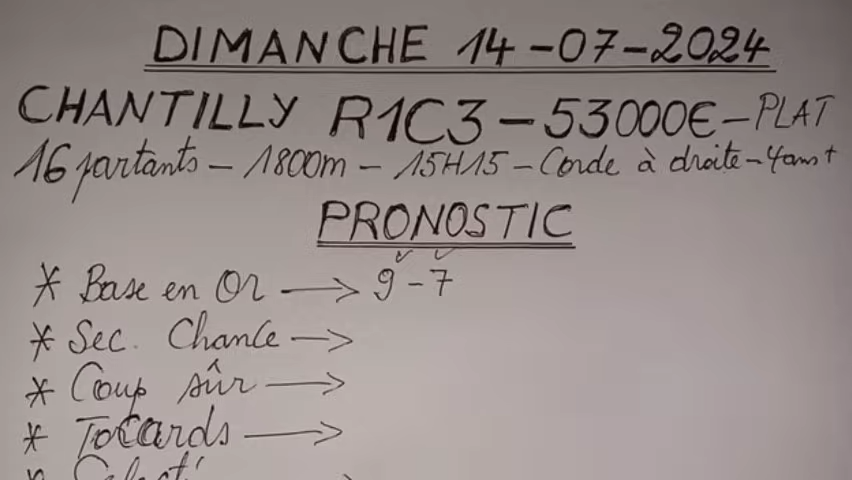 DIMANCHE 14-07-2024
CHANTILLY R1C3-53000€-PLAT
16 partants - 1800m - 15H15 - Corde à droite - 4ans+
PRONOSTIC
* Base en Or → 9-7
* Sec. Chance →
* Coup sûr →
* Tocards →